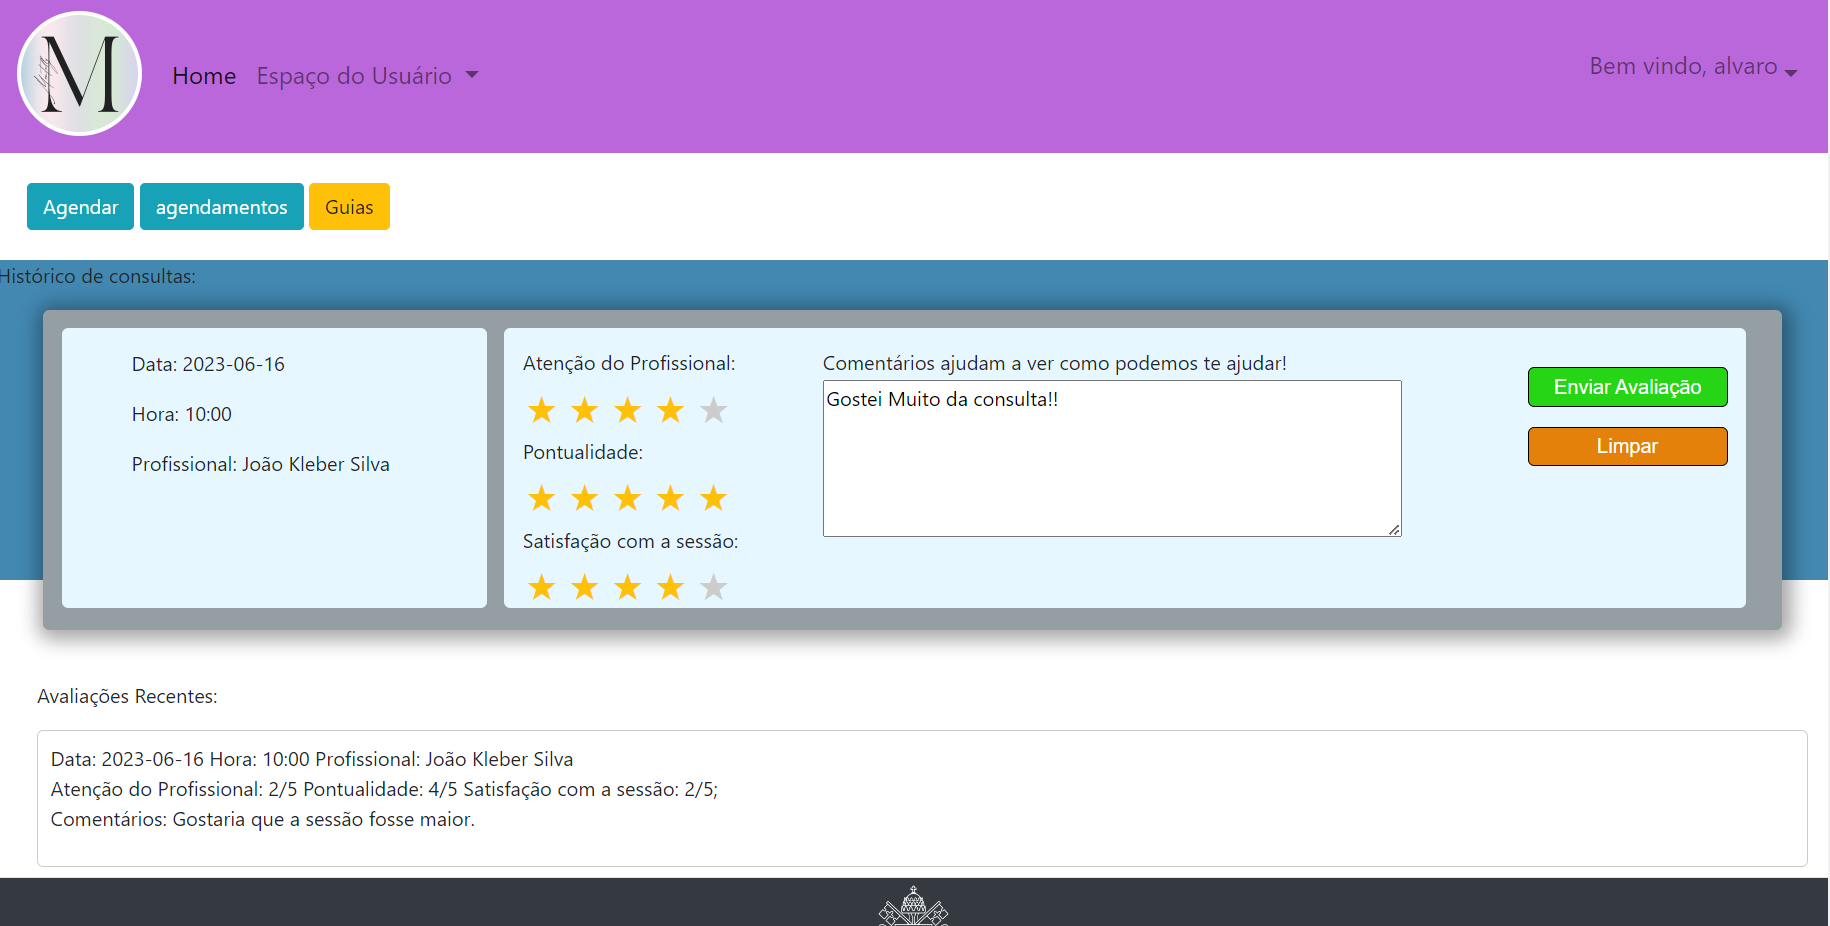 M
Home Espaço do Usuário
Bem vindo, alvaro
Agendar agendamentos Guias
Histórico de consultas:
Data: 2023-06-16
Hora: 10:00
Profissional: João Kleber Silva
Atenção do Profissional:
Pontualidade:
Satisfação com a sessão:
Comentários ajudam a ver como podemos te ajudar!
Gostei Muito da consulta!!
Enviar Avaliação
Limpar
Avaliações Recentes:
Data: 2023-06-16 Hora: 10:00 Profissional: João Kleber Silva
Atenção do Profissional: 2/5 Pontualidade: 4/5 Satisfação com a sessão: 2/5;
Comentários: Gostaria que a sessão fosse maior.